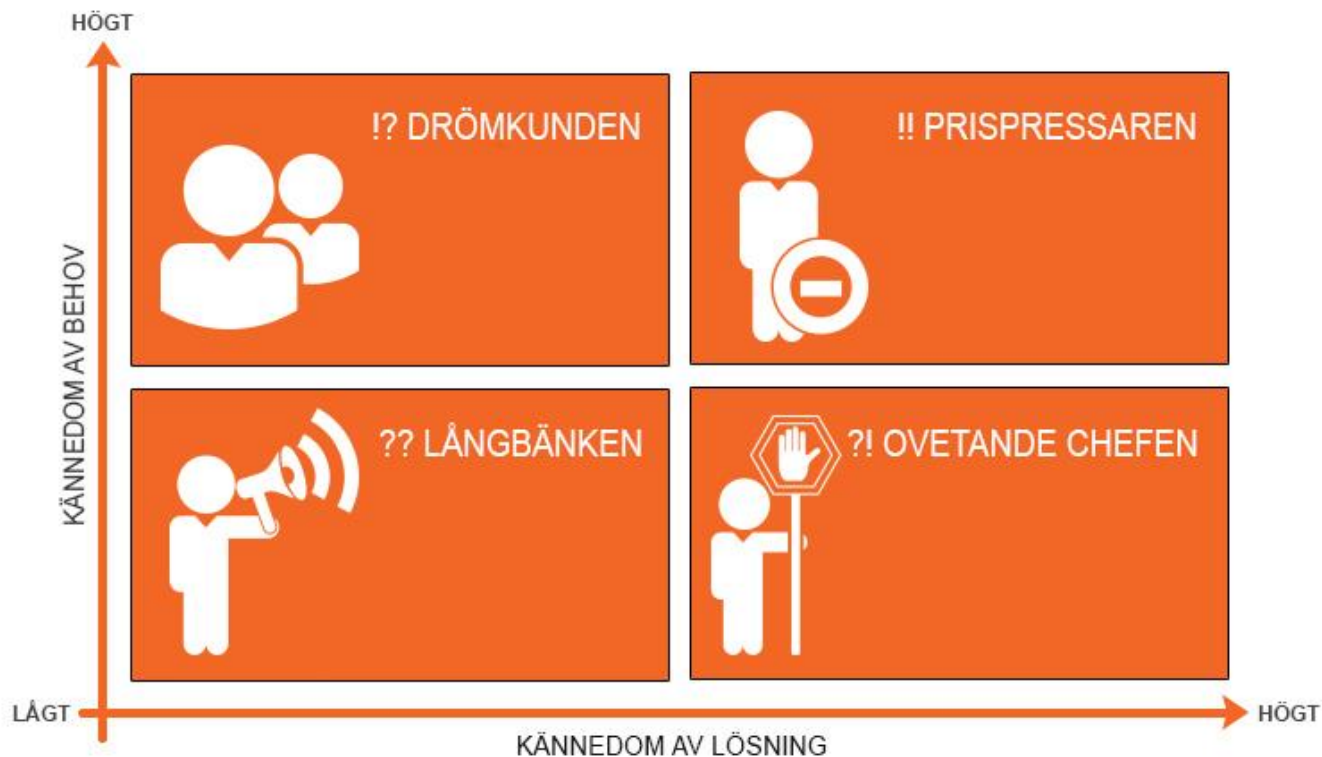 HÖGT
!? DRÖMKUNDEN
!! PRISPRESSAREN
KÄNNEDOM AV BEHOV
?? LÅNGBÄNKEN
?! OVETANDE CHEFEN
LÅGT
HÖGT
KÄNNEDOM AV LÖSNING